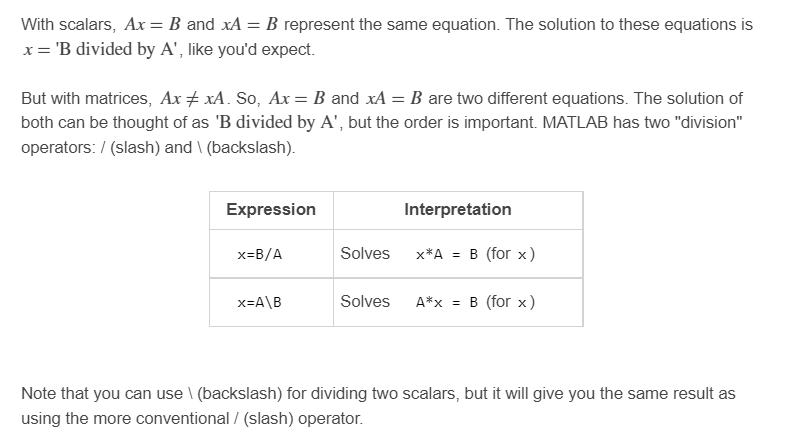 With scalars, Ax = B and xA = B represent the same equation. The solution to these equations is
x = 'B divided by A', like you'd expect.
But with matrices, Ax ≠ xA. So, Ax = B and xA = B are two different equations. The solution of
both can be thought of as 'B divided by A', but the order is important. MATLAB has two "division"
operators: / (slash) and \ (backslash).
Expression Interpretation
x=B/A Solves x*A = B (for x)
x=A\B Solves A*x = B (for x)
Note that you can use \ (backslash) for dividing two scalars, but it will give you the same result as
using the more conventional / (slash) operator.